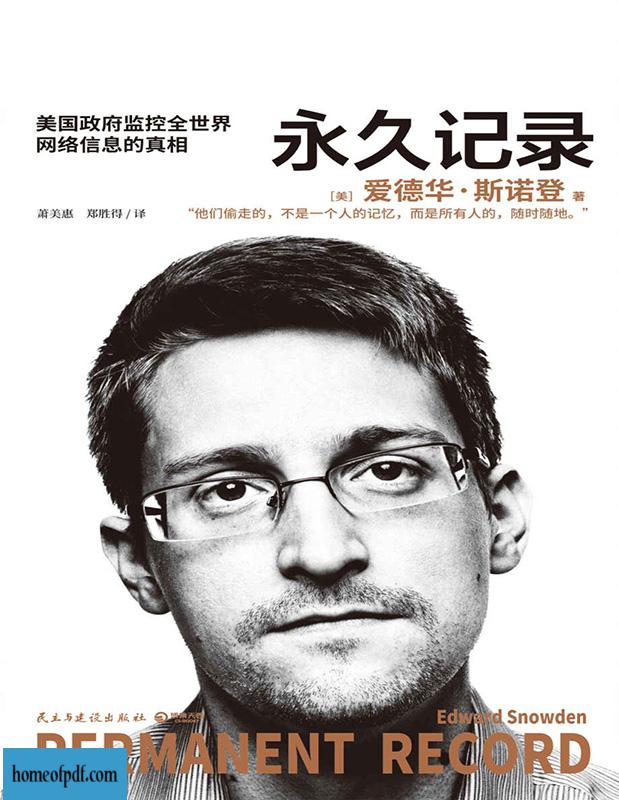 美国政府监控全世界
网络信息的真相
永久记录
[美] 爱德华·斯诺登 著
萧美惠 郑胜得/译
“他们偷走的，不是一个人的记忆，而是所有人的，随时随地。”
民主与建设出版社
Edward Snowden
PERMANENT RECORD
homeofpdf.com